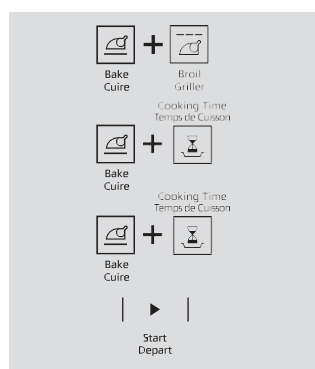 Bake
Cuire
Broil
Griller
Cooking Time
Temps de Cuisson
Bake
Cuire
Cooking Time
Temps de Cuisson
Bake
Cuire
Start
Depart